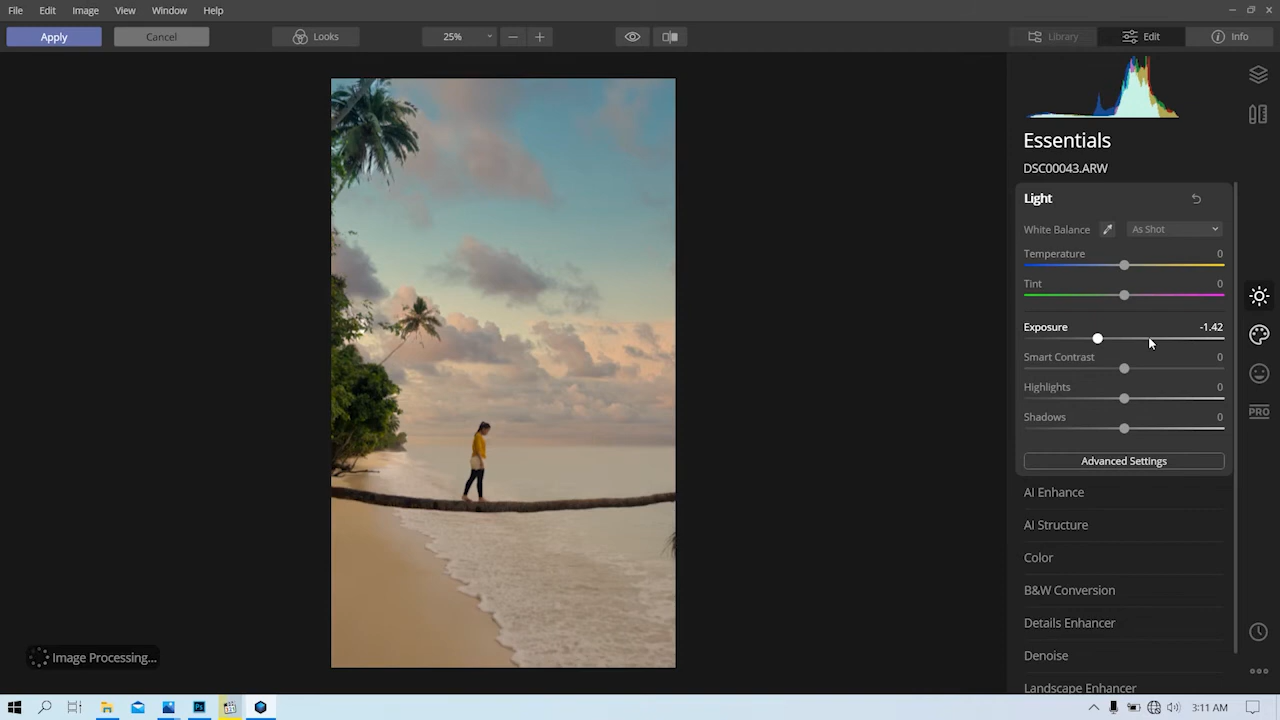 File Edit Image View Window Help
Apply Cancel Looks 25% Library Edit Info
Essentials
DSC00043.ARW
Light
White Balance As Shot
Temperature 0
Tint 0
Exposure -1.42
Smart Contrast 0
Highlights 0
Shadows 0
Advanced Settings
AI Enhance
PRO
AI Structure
Color
B&W Conversion
Details Enhancer
Denoise
Image Processing...
Landscape Enhancer
3:11 AM